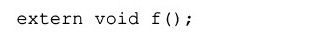 extern void f();